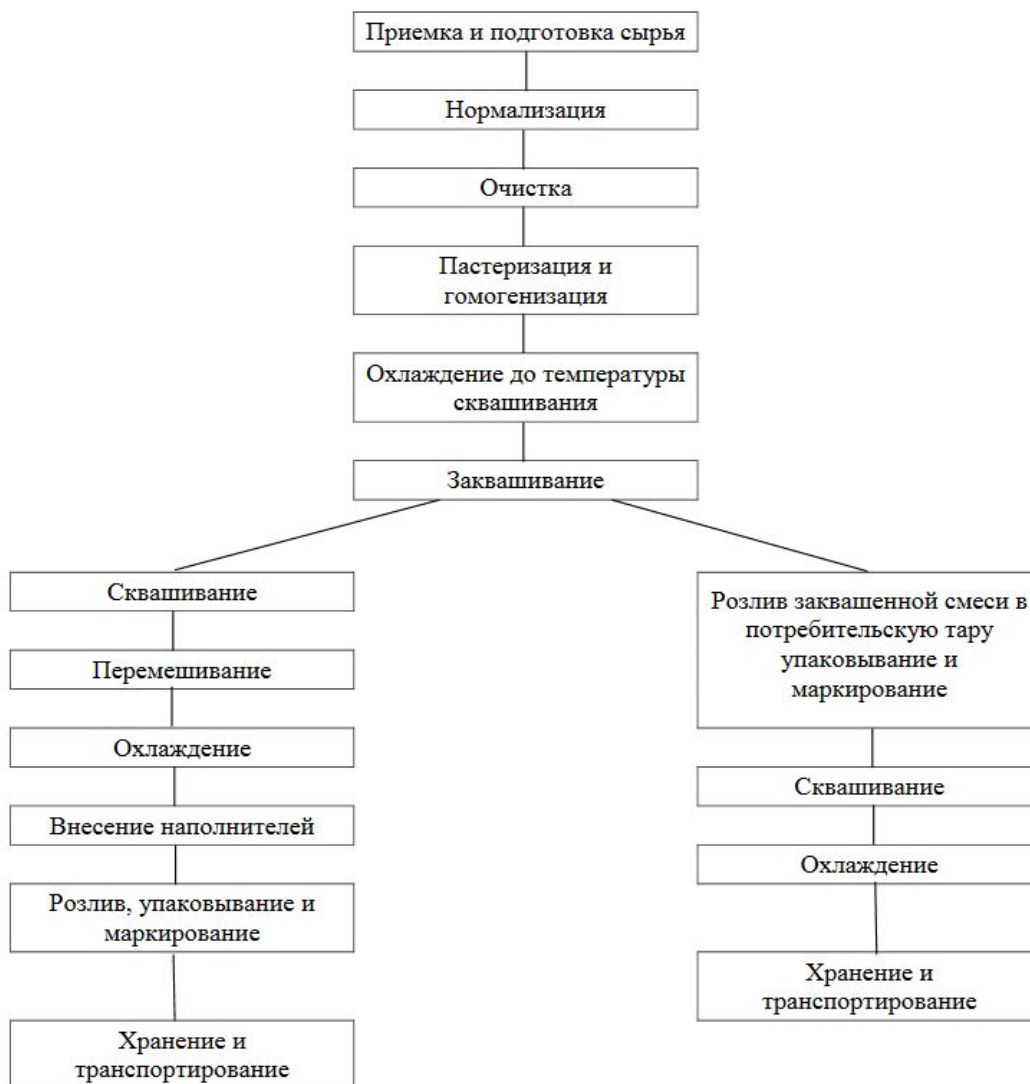 Приемка и подготовка сырья
Нормализация
Очистка
Пастеризация и
гомогенизация
Охлаждение до температуры
сквашивания
Заквашивание
Сквашивание
Перемешивание
Охлаждение
Внесение наполнителей
Розлив, упаковывание и
маркирование
Хранение и
транспортирование
Розлив заквашенной смеси в
потребительскую тару
упаковывание и
маркирование
Сквашивание
Охлаждение
Хранение и
транспортирование